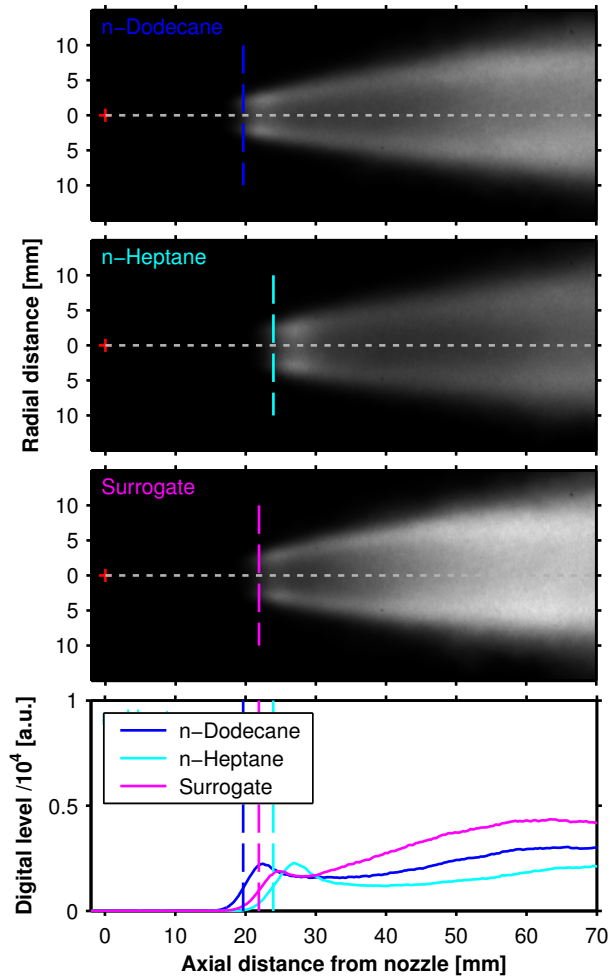 n−Dodecane
10
5
0
5
10
n−Heptane
10
5
0
5
10
Radial distance [mm]
Surrogate
10
5
0
5
10
1
0.5
0
Digital level /10^4 [a.u.]
n−Dodecane
n−Heptane
Surrogate
0 10 20 30 40 50 60 70
Axial distance from nozzle [mm]